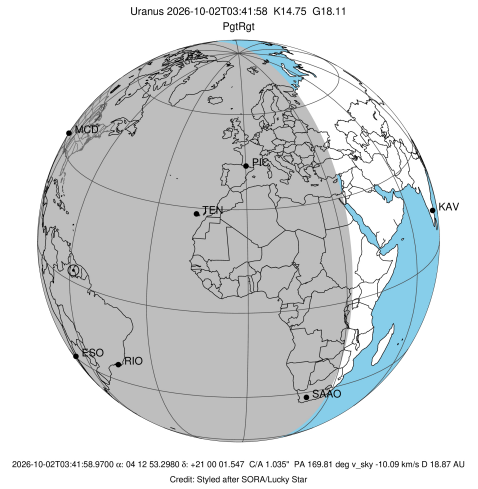 Uranus 2026-10-02T03:41:58 K14.75 G18.11
PgtRgt
MCD
PIC
TEN
KAV
ESO
RIO
SAAO
2026-10-02T03:41:58.9700 α: 04 12 53.2980 δ: +21 00 01.547 C/A 1.035" PA 169.81 deg v_sky -10.09 km/s D 18.87 AU
Credit: Styled after SORA/Lucky Star